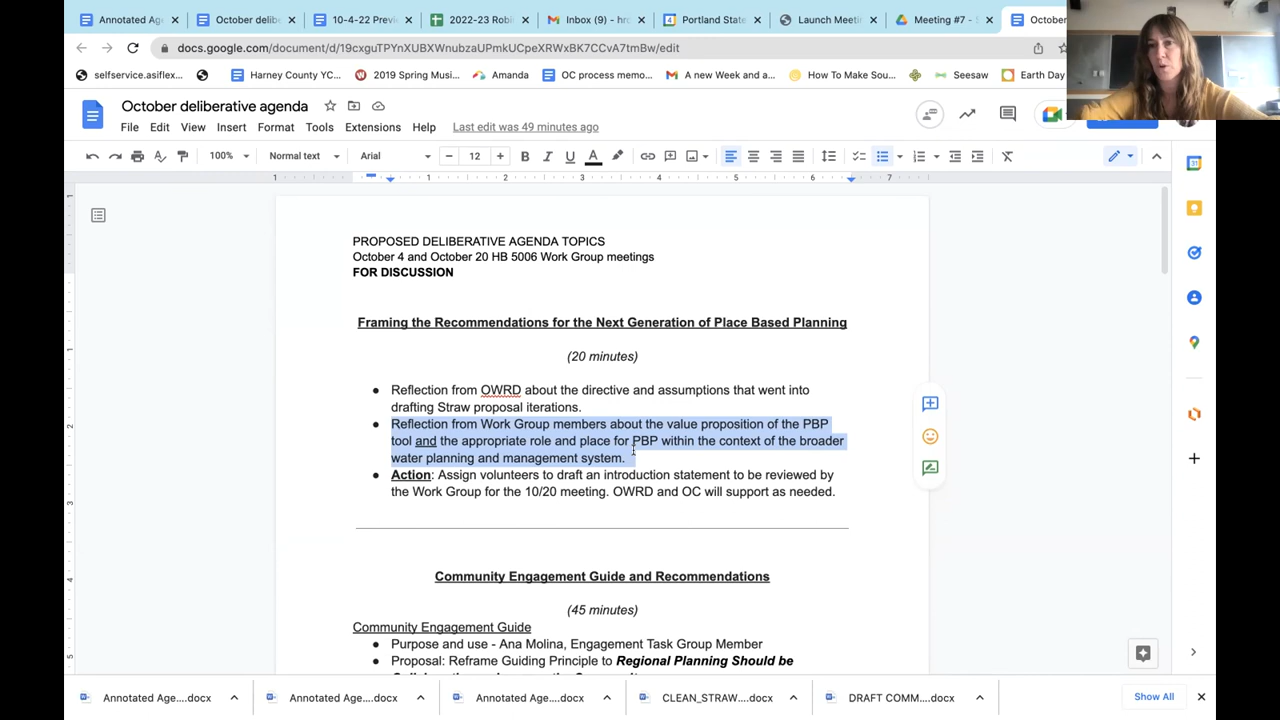 Annotated Ag
October delib
10-4-22 Previ
2022-23 Robi
Inbox (9) - hr
Portland State
Launch Meeti
Meeting #7 -
Octobe
docs.google.com/document/d/19cxguTPYnXUBXWnubzaUPmkUCpeXRWxBK7CCvA7tmBw/edit
selfservice.asiflex...
Harney County YC...
2019 Spring Musi...
Amanda
OC process memo...
A new Week and a...
How To Make Sou...
Seesaw
Earth Day
October deliberative agenda
File Edit View Insert Format Tools Extensions Help Last edit was 49 minutes ago
100% Normal text Arial 12
1 1 2 3 4 5 6 7
PROPOSED DELIBERATIVE AGENDA TOPICS
October 4 and October 20 HB 5006 Work Group meetings
FOR DISCUSSION
Framing the Recommendations for the Next Generation of Place Based Planning
(20 minutes)
● Reflection from OWRD about the directive and assumptions that went into
drafting Straw proposal iterations.
● Reflection from Work Group members about the value proposition of the PBP
tool and the appropriate role and place for PBP within the context of the broader
water planning and management system.
● Action: Assign volunteers to draft an introduction statement to be reviewed by
the Work Group for the 10/20 meeting. OWRD and OC will support as needed.
Community Engagement Guide and Recommendations
(45 minutes)
Community Engagement Guide
● Purpose and use - Ana Molina, Engagement Task Group Member
● Proposal: Reframe Guiding Principle to Regional Planning Should be
Annotated Age....docx
Annotated Age....docx
Annotated Age....docx
CLEAN_STRAW....docx
DRAFT COMM....docx
Show All